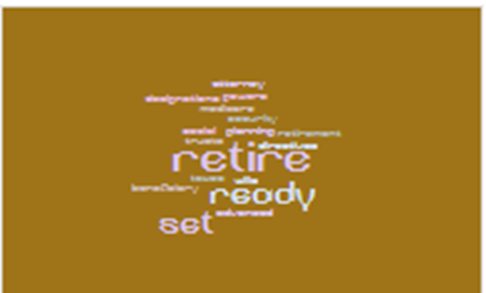 attorney
designations powers
medicare
security
social planning retirement
trusts directives
retire
taxes wills
beneficiary ready
advanced
set